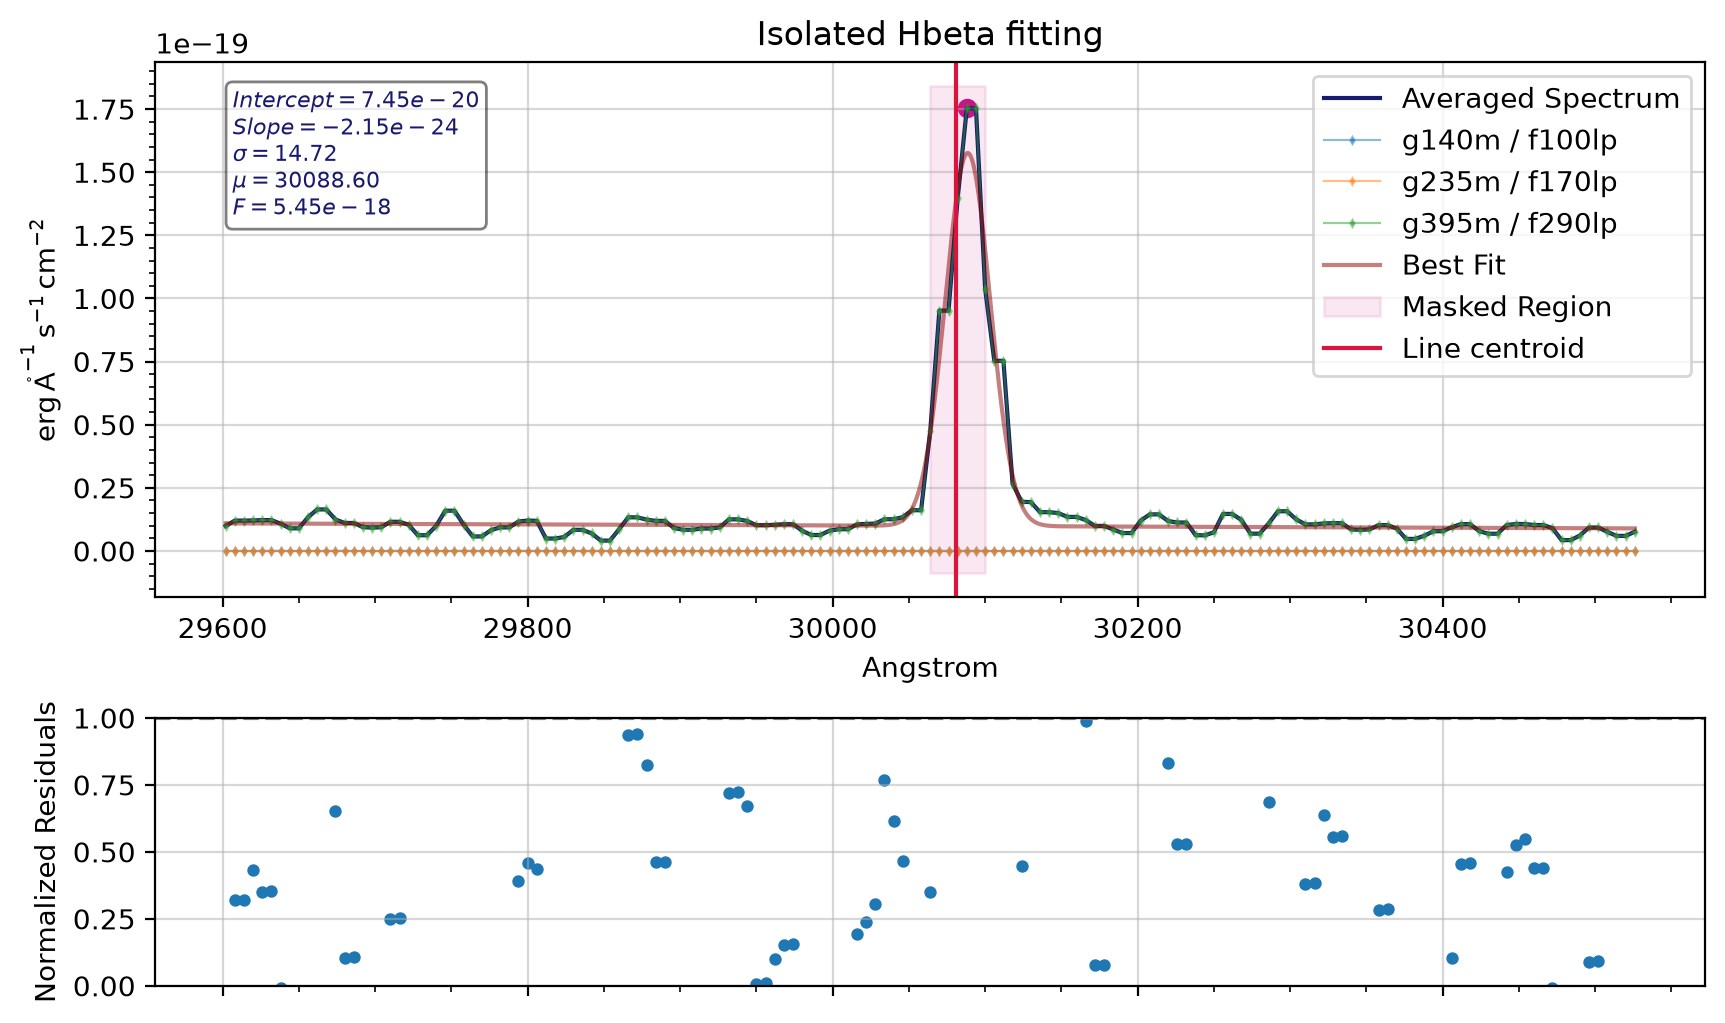 Isolated Hbeta fitting
1e−19
Intercept = 7.45e − 20
Slope = −2.15e − 24
σ = 14.72
μ = 30088.60
F = 5.45e − 18
Averaged Spectrum
g140m / f100lp
g235m / f170lp
g395m / f290lp
Best Fit
Masked Region
Line centroid
erg Å⁻¹ s⁻¹ cm⁻²
1.75
1.50
1.25
1.00
0.75
0.50
0.25
0.00
29600 29800 30000 30200 30400
Angstrom
Normalized Residuals
1.00
0.75
0.50
0.25
0.00